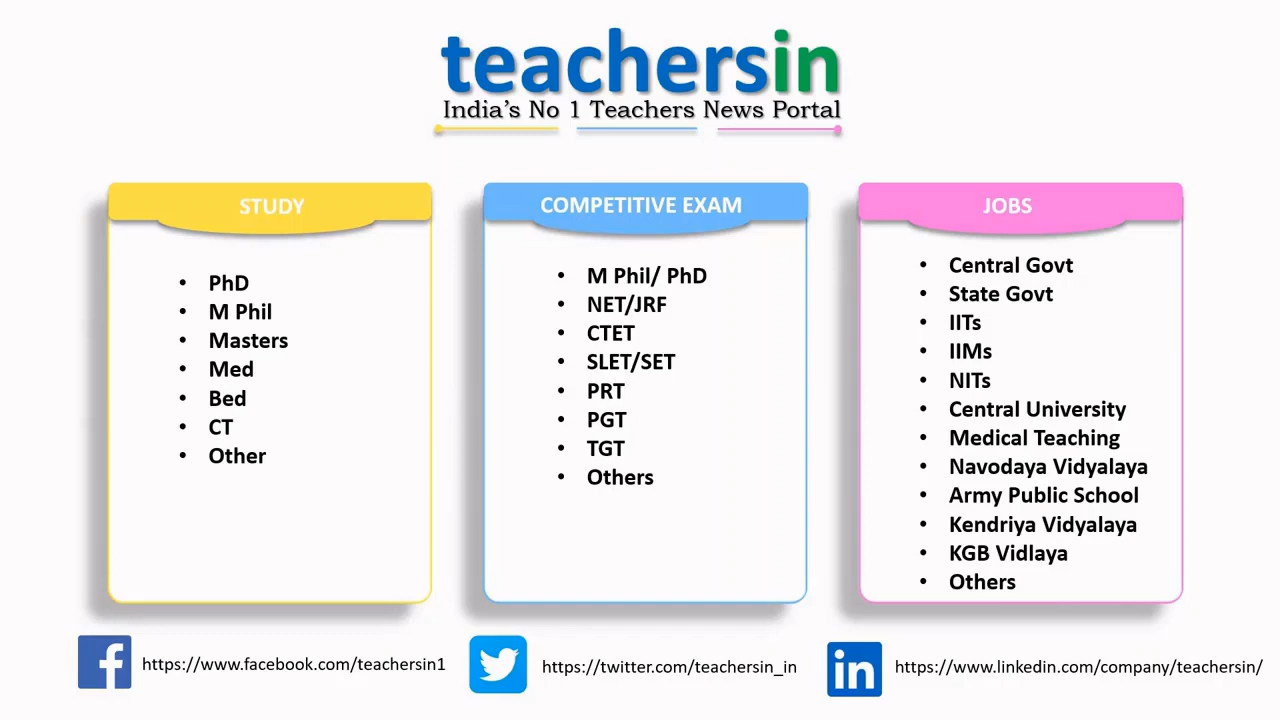 teachersin
India's No 1 Teachers News Portal
STUDY
• PhD
• M Phil
• Masters
• Med
• Bed
• CT
• Other
COMPETITIVE EXAM
• M Phil/ PhD
• NET/JRF
• CTET
• SLET/SET
• PRT
• PGT
• TGT
• Others
JOBS
• Central Govt
• State Govt
• IITs
• IIMs
• NITs
• Central University
• Medical Teaching
• Navodaya Vidyalaya
• Army Public School
• Kendriya Vidyalaya
• KGB Vidlaya
• Others
f https://www.facebook.com/teachersin1
https://twitter.com/teachersin_in
in https://www.linkedin.com/company/teachersin/